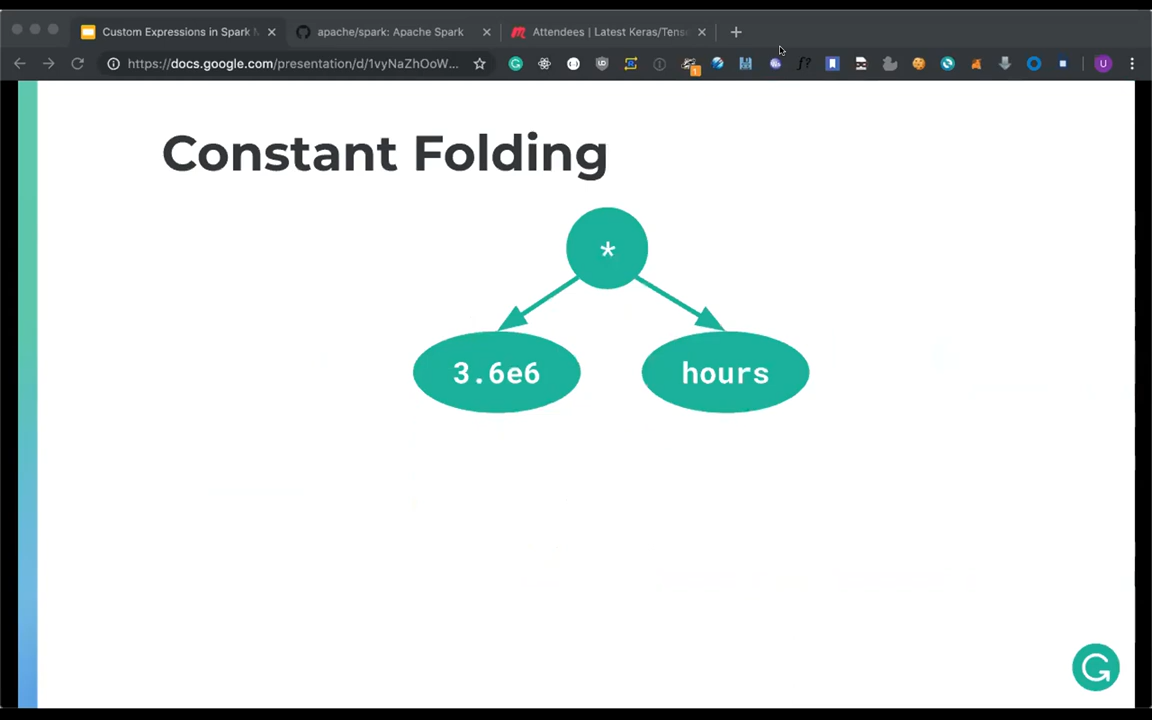 Custom Expressions in Spark M
apache/spark: Apache Spark
Attendees | Latest Keras/Tense
https://docs.google.com/presentation/d/1vyNaZhOoW...
Constant Folding
*
3.6e6
hours